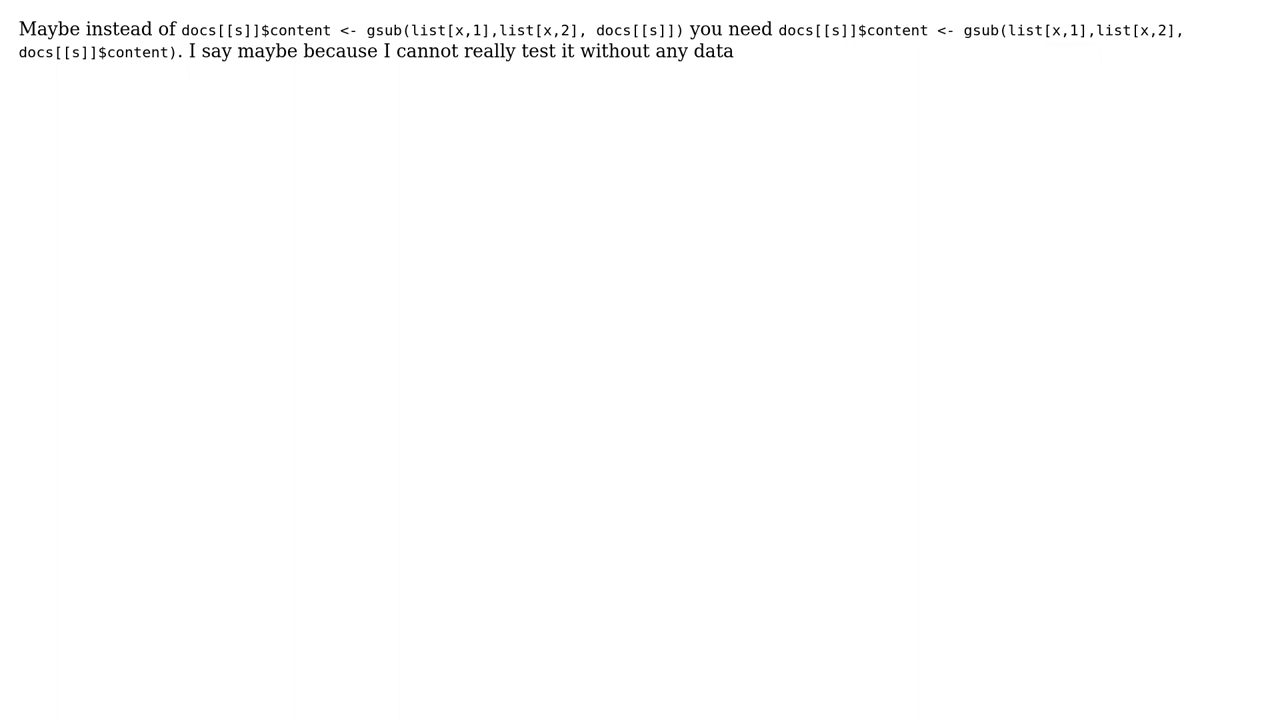 Maybe instead of docs[[s]]$content <- gsub(list[x,1],list[x,2], docs[[s]]) you need docs[[s]]$content <- gsub(list[x,1],list[x,2],
docs[[s]]$content). I say maybe because I cannot really test it without any data